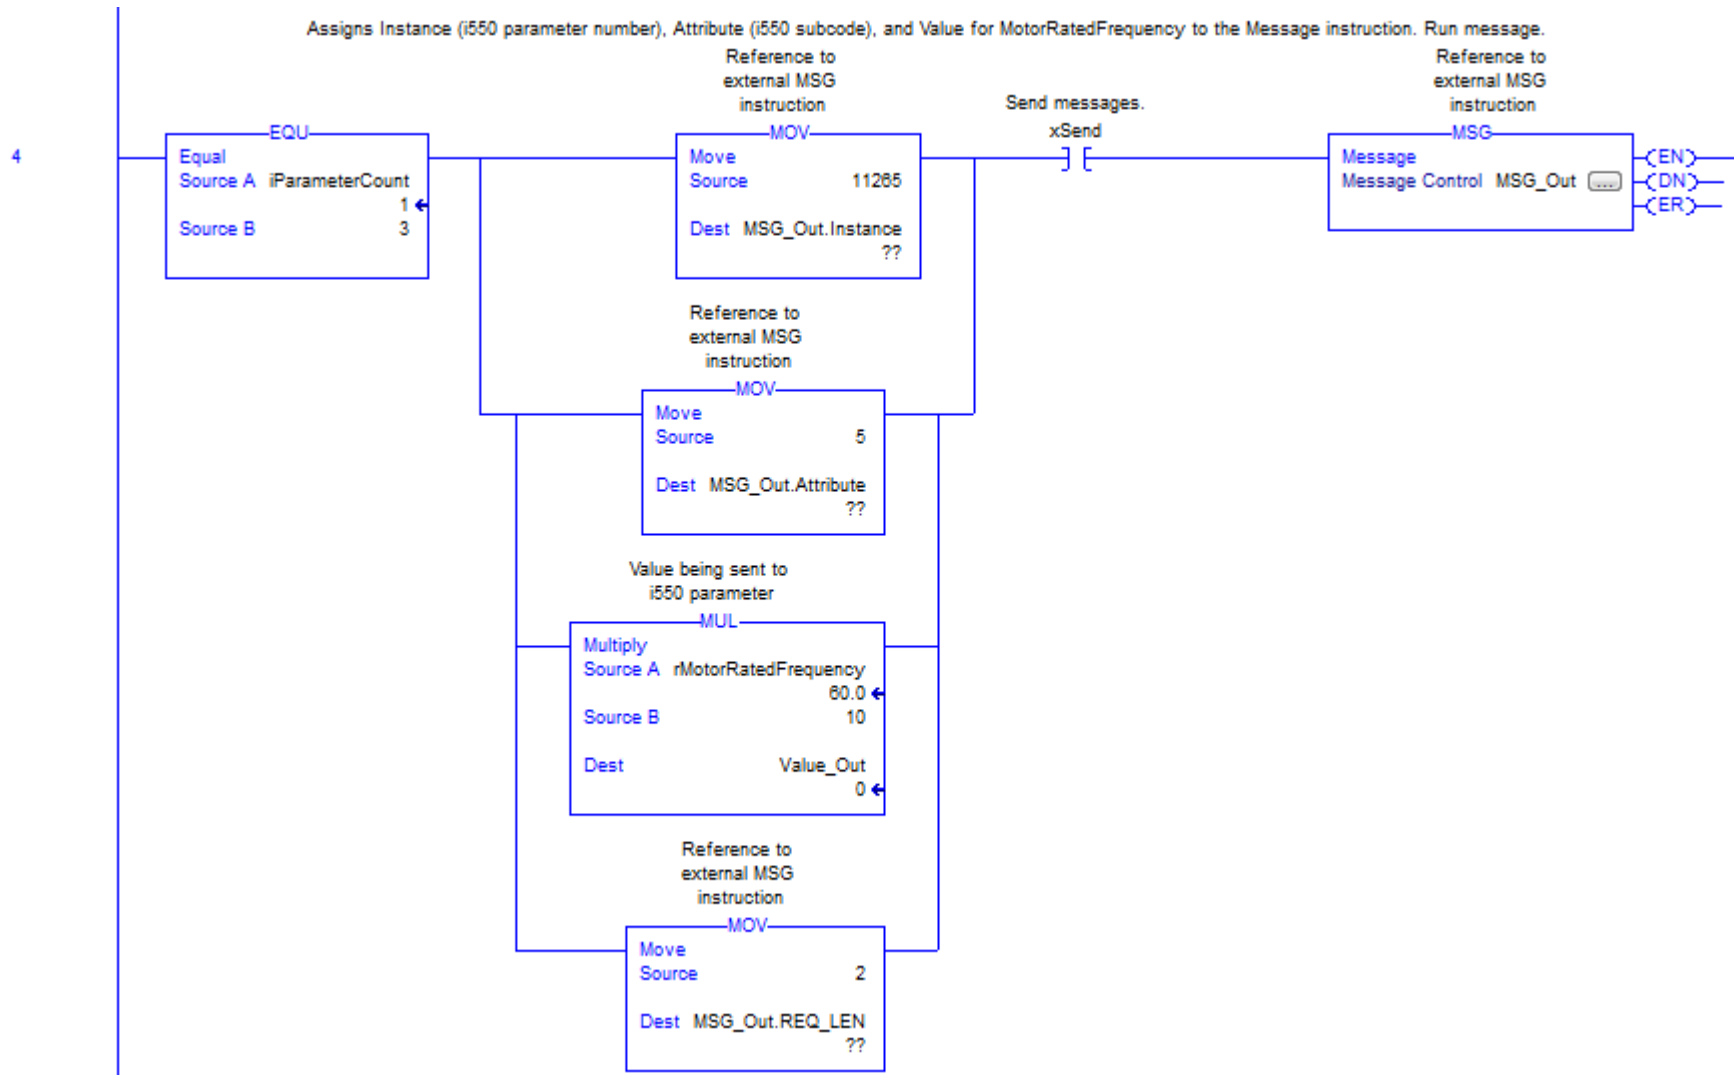 Assigns Instance (i550 parameter number), Attribute (i550 subcode), and Value for MotorRatedFrequency to the Message instruction. Run message.
Reference to
external MSG
instruction
Reference to
external MSG
instruction
Send messages.
xSend
4
EQU
Equal
Source A iParameterCount
1
Source B 3
MOV
Move
Source 11265
Dest MSG_Out.Instance
??
MSG
Message
Message Control MSG_Out ...
EN
DN
ER
Reference to
external MSG
instruction
MOV
Move
Source 5
Dest MSG_Out.Attribute
??
Value being sent to
i550 parameter
MUL
Multiply
Source A rMotorRatedFrequency
60.0
Source B 10
Dest Value_Out
0
Reference to
external MSG
instruction
MOV
Move
Source 2
Dest MSG_Out.REQ_LEN
??